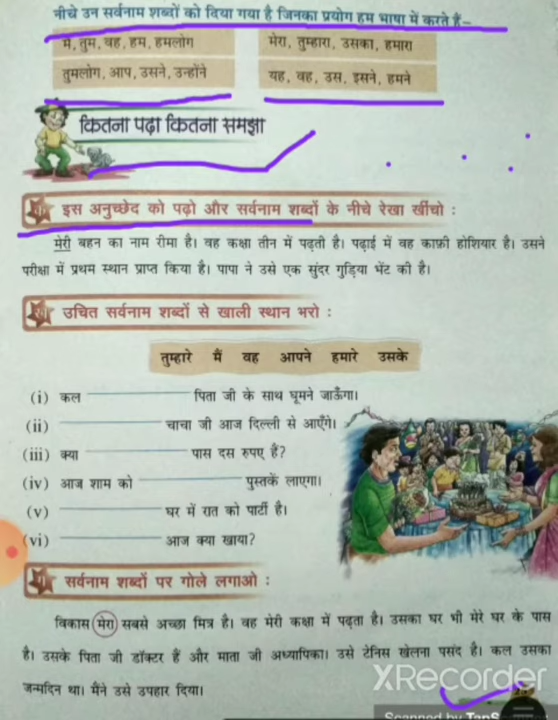 नीचे उन सर्वनाम शब्दों को दिया गया है जिनका प्रयोग हम भाषा में करते हैं–
मैं, तुम, वह, हम, हमलोग
मेरा, तुम्हारा, उसका, हमारा
तुमलोग, आप, उसने, उन्होंने
यह, वह, उस, इसने, हमने
कितना पढ़ा कितना समझा
इस अनुच्छेद को पढ़ो और सर्वनाम शब्दों के नीचे रेखा खींचो :
मेरी बहन का नाम रीमा है। वह कक्षा तीन में पढ़ती है। पढ़ाई में वह काफ़ी होशियार है। उसने
परीक्षा में प्रथम स्थान प्राप्त किया है। पापा ने उसे एक सुंदर गुड़िया भेंट की है।
उचित सर्वनाम शब्दों से खाली स्थान भरो :
तुम्हारे मैं वह आपने हमारे उसके
(i) कल पिता जी के साथ घूमने जाऊँगा।
(ii) चाचा जी आज दिल्ली से आएँगे।
(iii) क्या पास दस रुपए हैं?
(iv) आज शाम को पुस्तकें लाएगा।
(v) घर में रात को पार्टी है।
(vi) आज क्या खाया?
सर्वनाम शब्दों पर गोले लगाओ :
विकास मेरा सबसे अच्छा मित्र है। वह मेरी कक्षा में पढ़ता है। उसका घर भी मेरे घर के पास
है। उसके पिता जी डॉक्टर हैं और माता जी अध्यापिका। उसे टेनिस खेलना पसंद है। कल उसका
जन्मदिन था। मैंने उसे उपहार दिया।
XRecorder
Scanned by TapS